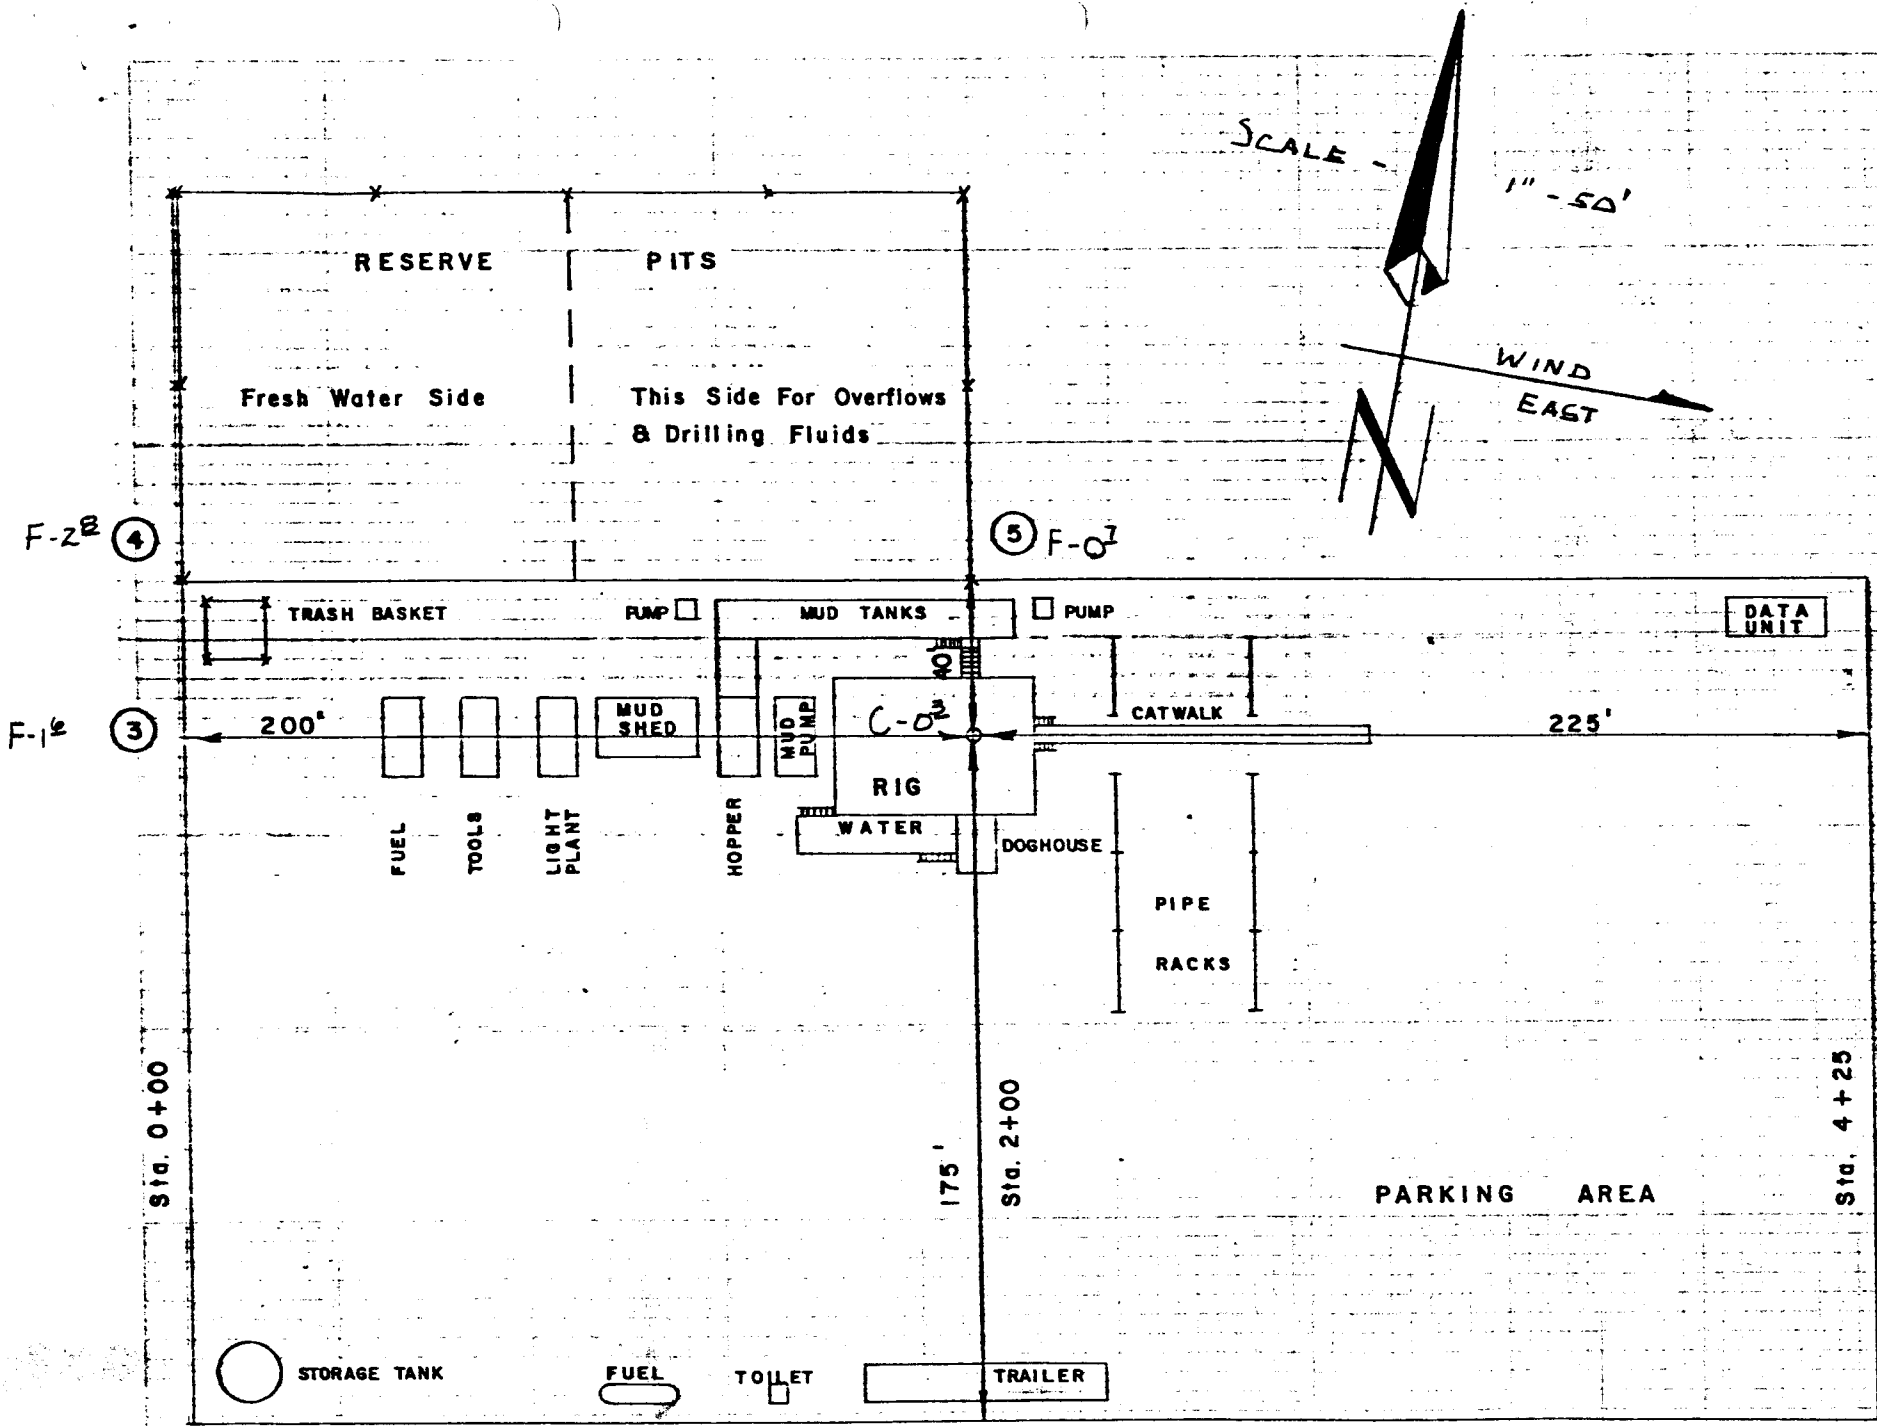 SCALE -
1" - 50'
RESERVE PITS
WIND
EAST
Fresh Water Side
This Side For Overflows
& Drilling Fluids
F-2⁸ 4
5 F-0⁷
TRASH BASKET
PUMP
MUD TANKS
PUMP
DATA
UNIT
40'
F-1⁶ 3
200'
MUD
SHED
MUD
PUMP
C-0
CATWALK
225'
RIG
FUEL
TOOLS
LIGHT
PLANT
HOPPER
WATER
DOGHOUSE
PIPE
RACKS
Sta. 0+00
175'
Sta. 2+00
Sta. 4+25
PARKING AREA
STORAGE TANK
FUEL
TOILET
TRAILER
N